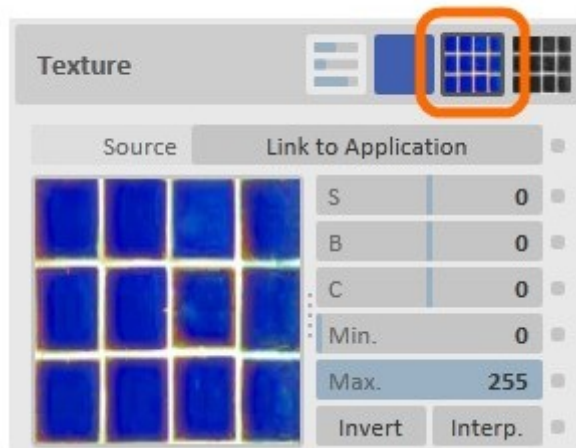 Texture
Source Link to Application
S 0
B 0
C 0
Min. 0
Max. 255
Invert Interp.